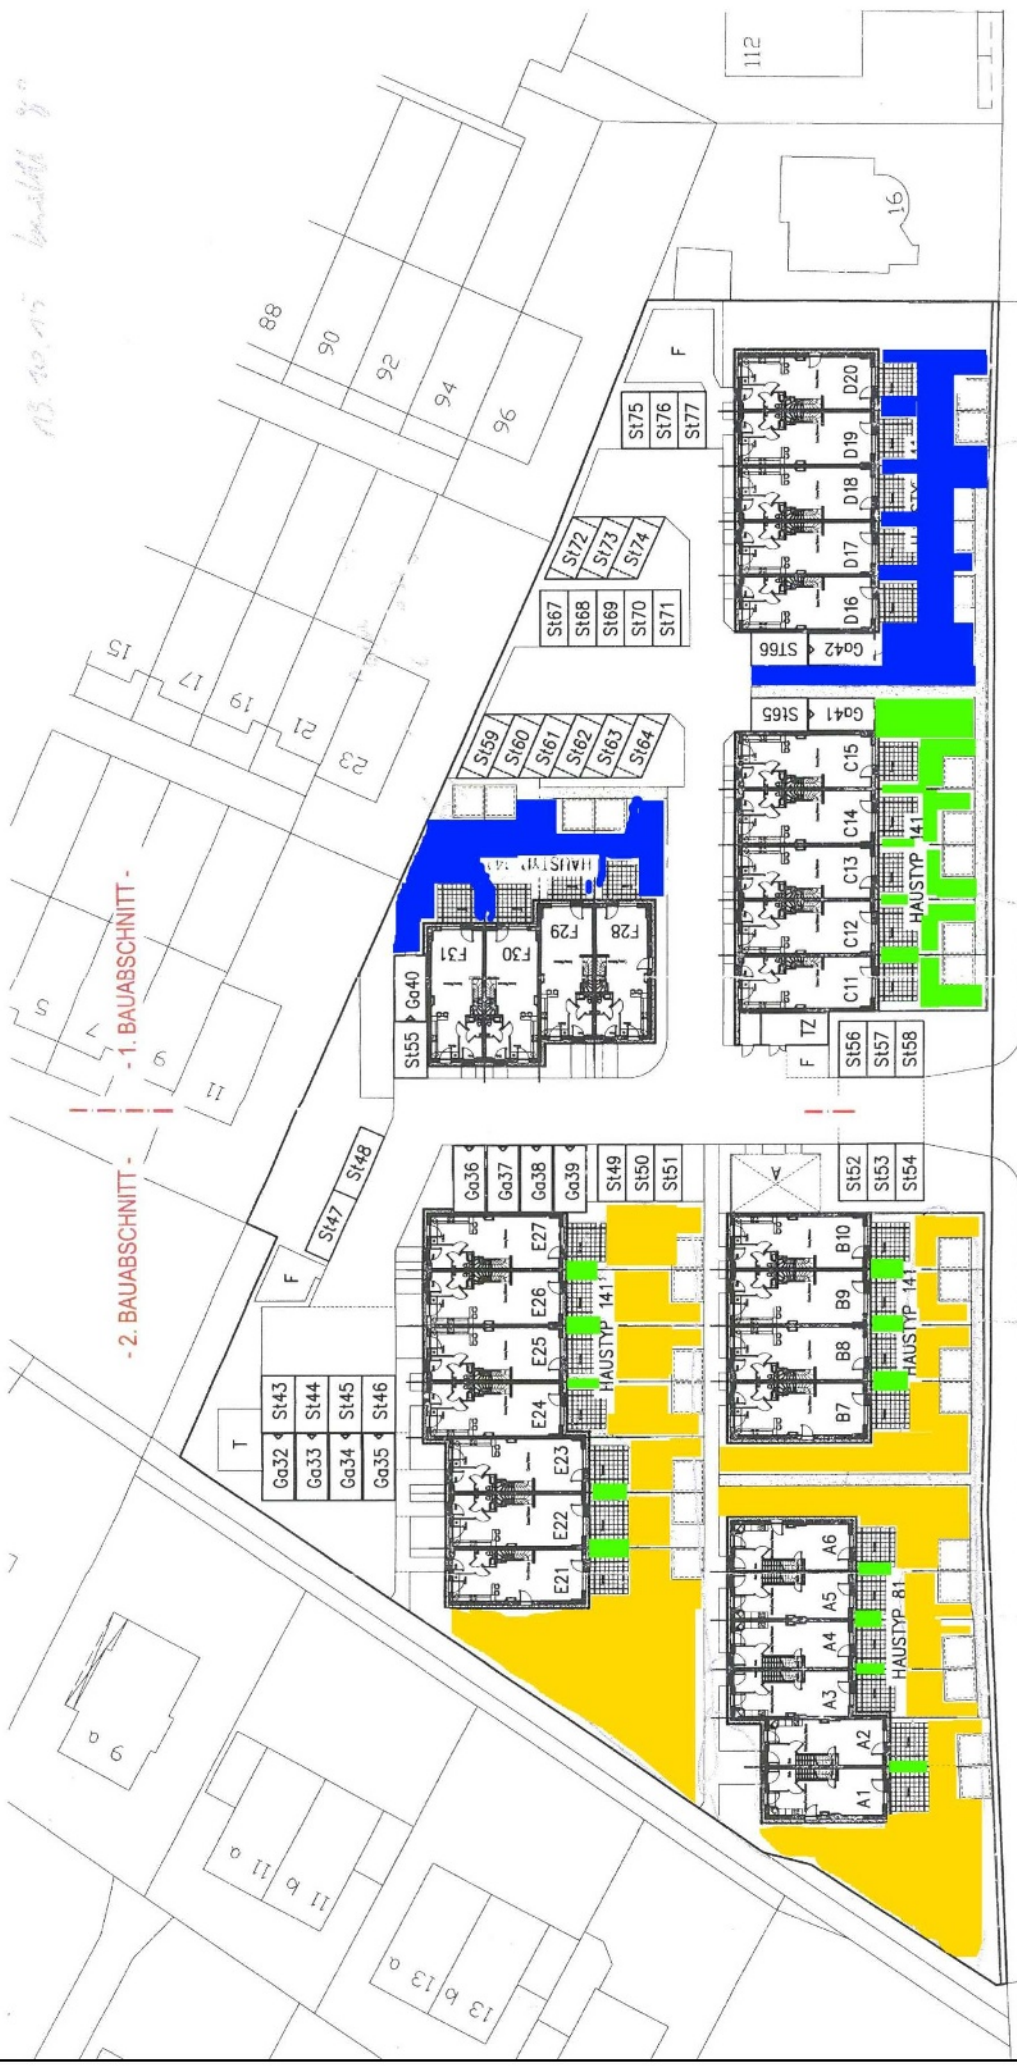 112
16
88
90
92
94
96
F
St75
St76
St77
D20
D19
D18
D17
D16
St72
St73
St74
St67
St68
St69
St70
St71
ST66
Ga42
St65
Ga41
15
17
19
21
23
St59
St60
St61
St62
St63
St64
HAUSTYP 141
C15
C14
C13
C12
C11
HAUSTYP 141
F31
F30
F29
F28
Ga40
St55
TZ
F
St56
St57
St58
5
7
9
11
- 1. BAUABSCHNITT -
- 2. BAUABSCHNITT -
St47
St48
F
Ga36
Ga37
Ga38
Ga39
St49
St50
St51
A
St52
St53
St54
E27
E26
E25
E24
E23
E22
E21
HAUSTYP 141
B10
B9
B8
B7
HAUSTYP 141
St43
St44
St45
St46
T
Ga32
Ga33
Ga34
Ga35
A6
A5
A4
A3
A2
A1
HAUSTYP 81
9 a
11 a
11 b
13 a
13 b